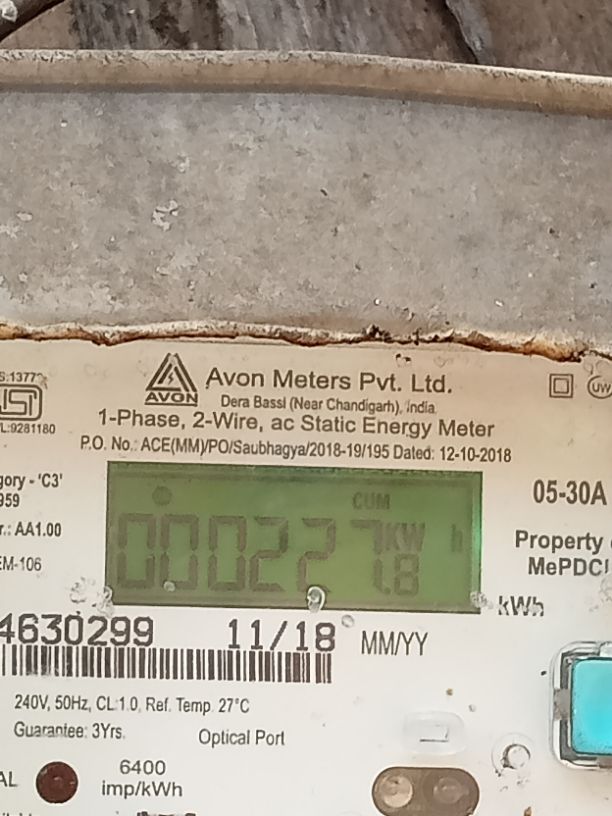 S:1377
L:9281180
AVON
Avon Meters Pvt. Ltd.
Dera Bassi (Near Chandigarh), India.
1-Phase, 2-Wire, ac Static Energy Meter
P.O. No.: ACE(MM)/PO/Saubhagya/2018-19/195 Dated: 12-10-2018
UW
gory - 'C3'
959
r.: AA1.00
EM-106
CUM
000227 KW h
1.8
05-30A
Property
MePDCl
kWh
4630299 11/18 MM/YY
240V, 50Hz, CL:1.0, Ref. Temp. 27°C
Guarantee: 3Yrs.
Optical Port
AL
6400
imp/kWh